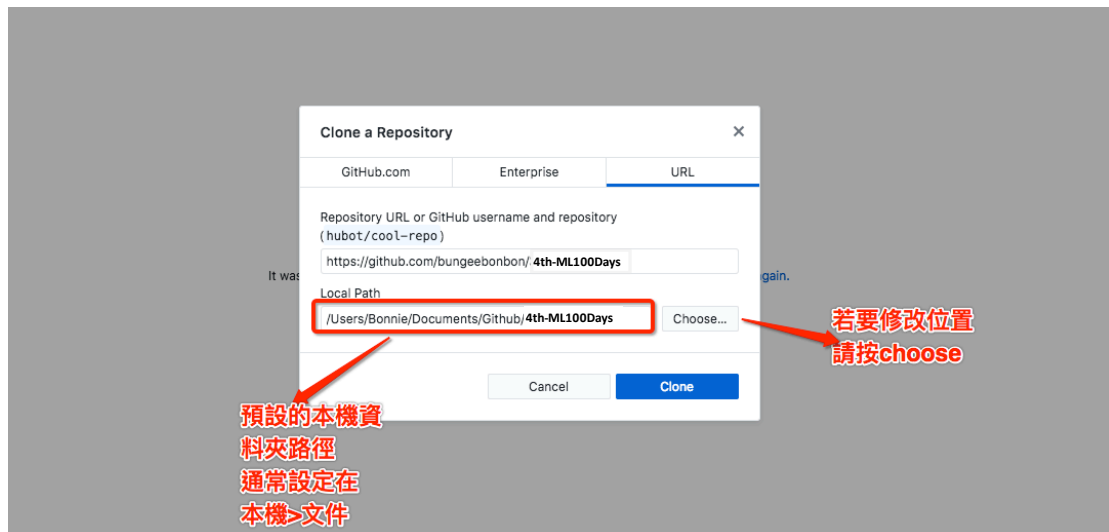 Clone a Repository
GitHub.com
Enterprise
URL
Repository URL or GitHub username and repository
(hubot/cool-repo)
https://github.com/bungeebonbon/ 4th-ML100Days
It was
gain.
Local Path
/Users/Bonnie/Documents/Github/4th-ML100Days
Choose...
若要修改位置
請按choose
Cancel
Clone
預設的本機資
料夾路徑
通常設定在
本機>文件